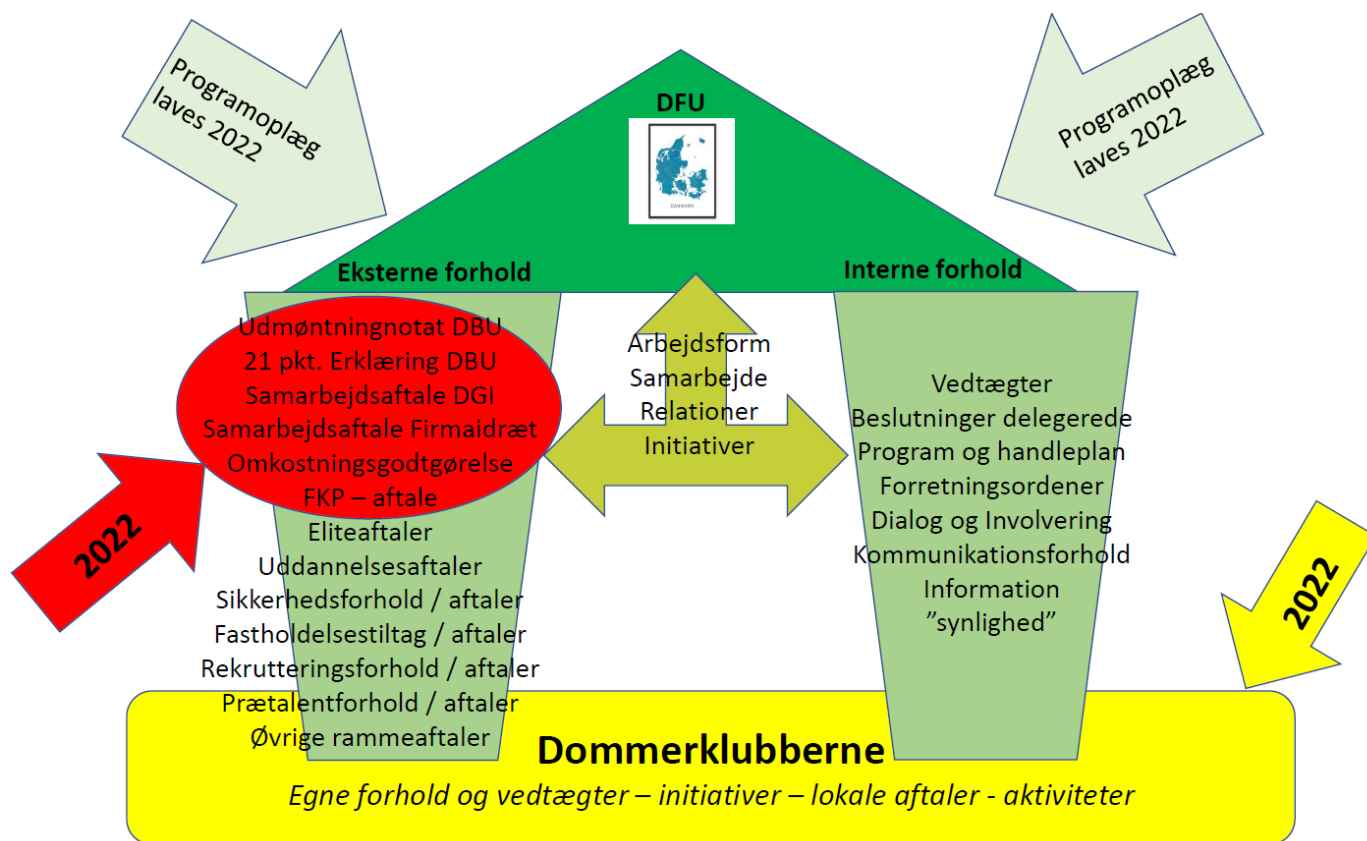 Programoplæg
laves 2022
DFU
DANMARK
Programoplæg
laves 2022
Eksterne forhold
Interne forhold
Udmøntningnotat DBU
21 pkt. Erklæring DBU
Samarbejdsaftale DGI
Samarbejdsaftale Firmaidræt
Omkostningsgodtgørelse
FKP – aftale
Eliteaftaler
Uddannelsesaftaler
Sikkerhedsforhold / aftaler
Fastholdelsestiltag / aftaler
Rekrutteringsforhold / aftaler
Prætalentforhold / aftaler
Øvrige rammeaftaler
Arbejdsform
Samarbejde
Relationer
Initiativer
Vedtægter
Beslutninger delegerede
Program og handleplan
Forretningsordener
Dialog og Involvering
Kommunikationsforhold
Information
”synlighed”
2022
2022
Dommerklubberne
Egne forhold og vedtægter – initiativer – lokale aftaler - aktiviteter